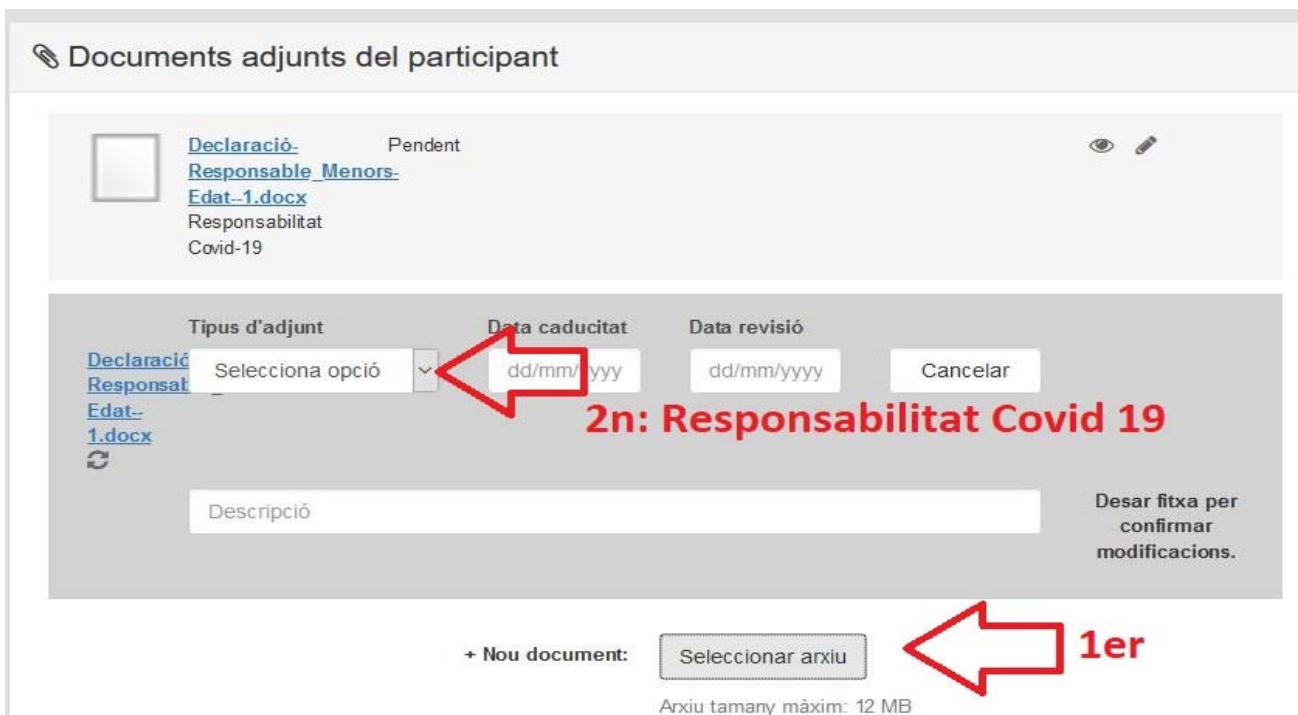 Documents adjunts del participant
Declaració- Pendent
Responsable_Menors-
Edat--1.docx
Responsabilitat
Covid-19
Tipus d'adjunt Data caducitat Data revisió
Declaració
Responsat
Edat--
1.docx
Selecciona opció dd/mm/yyyy dd/mm/yyyy Cancelar
2n: Responsabilitat Covid 19
Descripció
Desar fitxa per
confirmar
modificacions.
+ Nou document: Seleccionar arxiu
1er
Arxiu tamany màxim: 12 MB